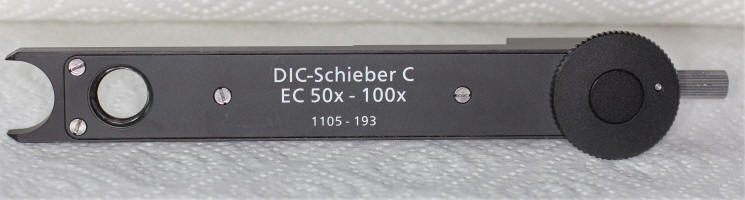 DIC-Schieber C
EC 50x - 100x
1105 - 193